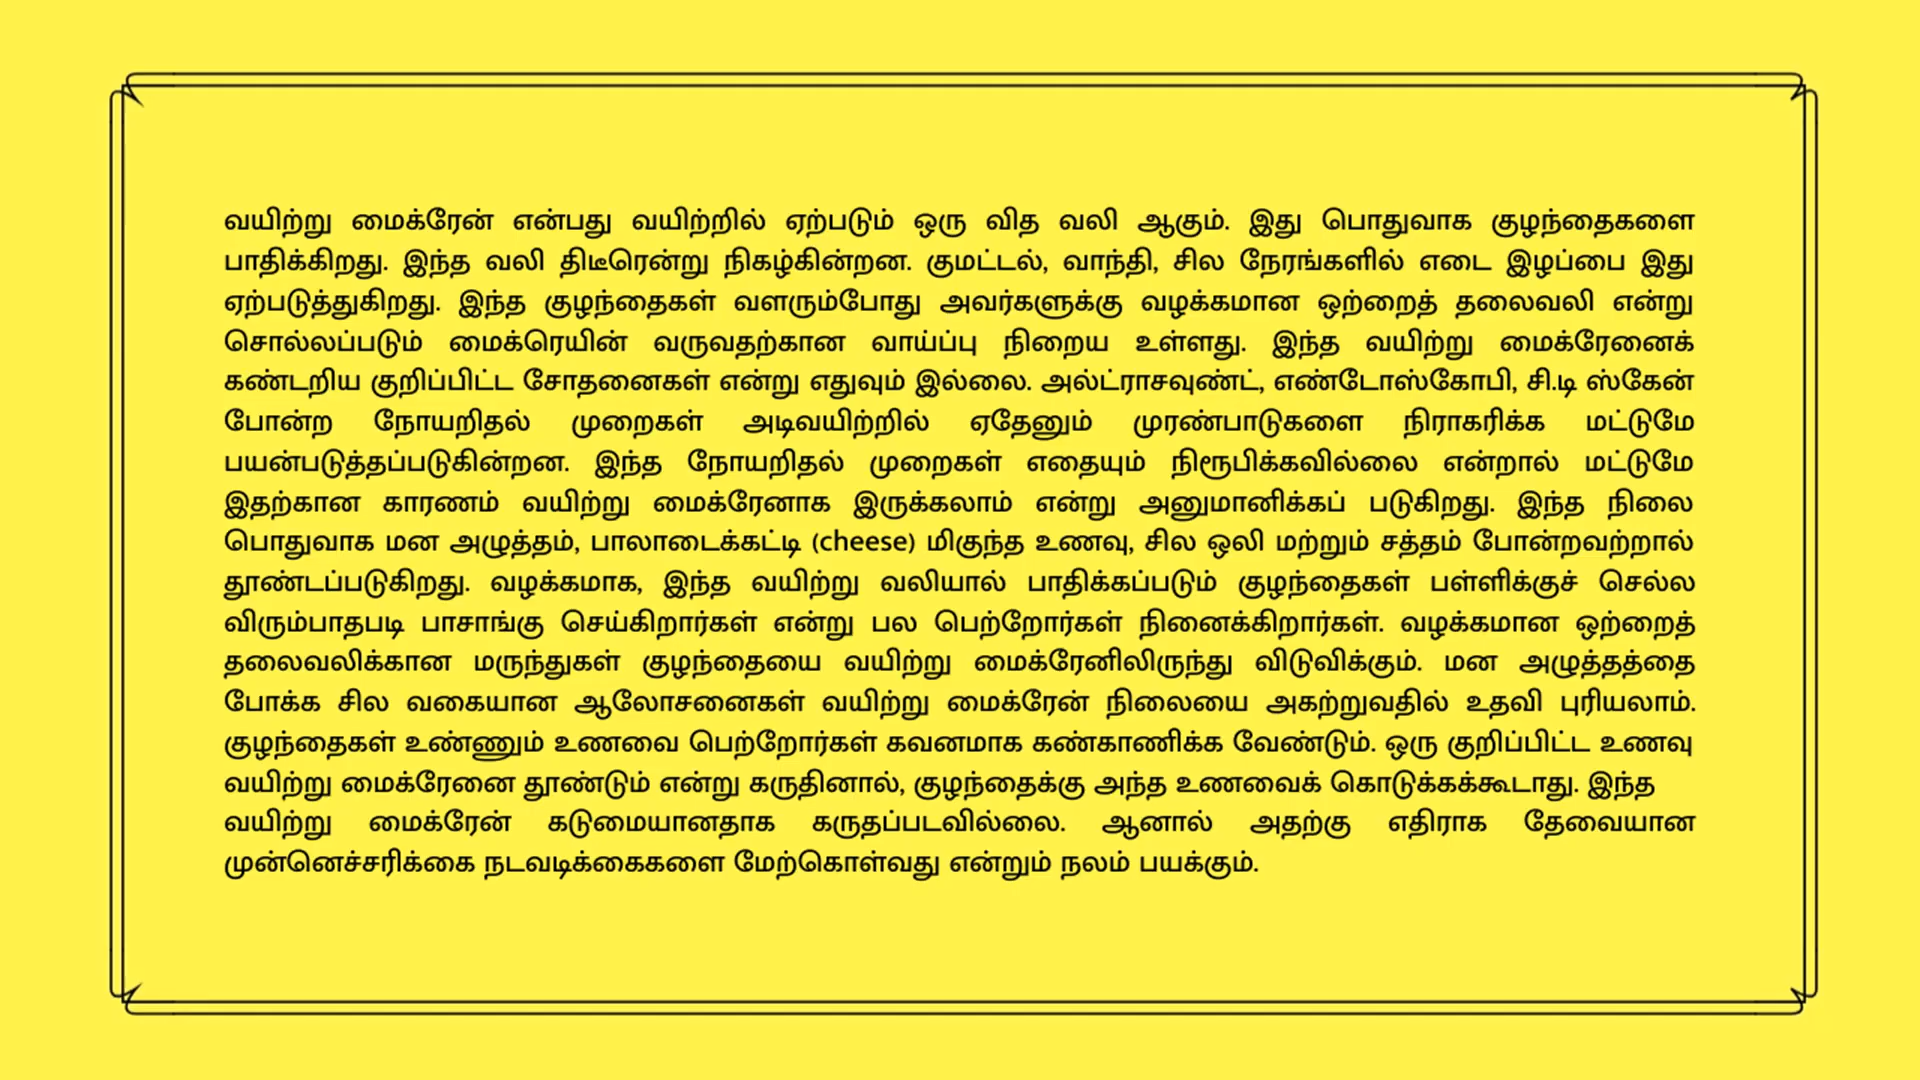 வயிற்று மைக்ரேன் என்பது வயிற்றில் ஏற்படும் ஒரு வித வலி ஆகும். இது பொதுவாக குழந்தைகளை
பாதிக்கிறது. இந்த வலி திடீரென்று நிகழ்கின்றன. குமட்டல், வாந்தி, சில நேரங்களில் எடை இழப்பை இது
ஏற்படுத்துகிறது. இந்த குழந்தைகள் வளரும்போது அவர்களுக்கு வழக்கமான ஒற்றைத் தலைவலி என்று
சொல்லப்படும் மைக்ரெயின் வருவதற்கான வாய்ப்பு நிறைய உள்ளது. இந்த வயிற்று மைக்ரேனைக்
கண்டறிய குறிப்பிட்ட சோதனைகள் என்று எதுவும் இல்லை. அல்ட்ராசவுண்ட், எண்டோஸ்கோபி, சி.டி ஸ்கேன்
போன்ற நோயறிதல் முறைகள் அடிவயிற்றில் ஏதேனும் முரண்பாடுகளை நிராகரிக்க மட்டுமே
பயன்படுத்தப்படுகின்றன. இந்த நோயறிதல் முறைகள் எதையும் நிரூபிக்கவில்லை என்றால் மட்டுமே
இதற்கான காரணம் வயிற்று மைக்ரேனாக இருக்கலாம் என்று அனுமானிக்கப் படுகிறது. இந்த நிலை
பொதுவாக மன அழுத்தம், பாலாடைக்கட்டி (cheese) மிகுந்த உணவு, சில ஒலி மற்றும் சத்தம் போன்றவற்றால்
தூண்டப்படுகிறது. வழக்கமாக, இந்த வயிற்று வலியால் பாதிக்கப்படும் குழந்தைகள் பள்ளிக்குச் செல்ல
விரும்பாதபடி பாசாங்கு செய்கிறார்கள் என்று பல பெற்றோர்கள் நினைக்கிறார்கள். வழக்கமான ஒற்றைத்
தலைவலிக்கான மருந்துகள் குழந்தையை வயிற்று மைக்ரேனிலிருந்து விடுவிக்கும். மன அழுத்தத்தை
போக்க சில வகையான ஆலோசனைகள் வயிற்று மைக்ரேன் நிலையை அகற்றுவதில் உதவி புரியலாம்.
குழந்தைகள் உண்ணும் உணவை பெற்றோர்கள் கவனமாக கண்காணிக்க வேண்டும். ஒரு குறிப்பிட்ட உணவு
வயிற்று மைக்ரேனை தூண்டும் என்று கருதினால், குழந்தைக்கு அந்த உணவைக் கொடுக்கக்கூடாது. இந்த
வயிற்று மைக்ரேன் கடுமையானதாக கருதப்படவில்லை. ஆனால் அதற்கு எதிராக தேவையான
முன்னெச்சரிக்கை நடவடிக்கைகளை மேற்கொள்வது என்றும் நலம் பயக்கும்.